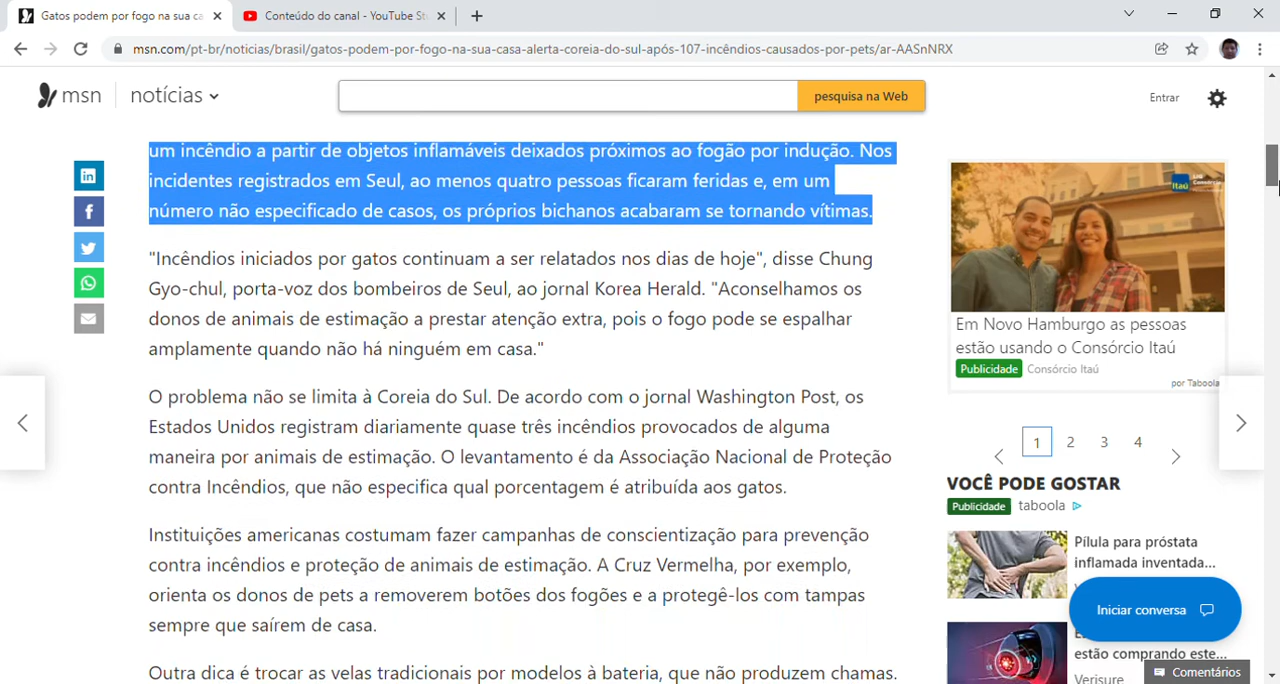 Gatos podem por fogo na sua ca
Conteúdo do canal - YouTube St
msn.com/pt-br/noticias/brasil/gatos-podem-por-fogo-na-sua-casa-alerta-coreia-do-sul-após-107-incêndios-causados-por-pets/ar-AASnNRX
msn
notícias
pesquisa na Web
Entrar
um incêndio a partir de objetos inflamáveis deixados próximos ao fogão por indução. Nos
incidentes registrados em Seul, ao menos quatro pessoas ficaram feridas e, em um
número não especificado de casos, os próprios bichanos acabaram se tornando vítimas.
"Incêndios iniciados por gatos continuam a ser relatados nos dias de hoje", disse Chung
Gyo-chul, porta-voz dos bombeiros de Seul, ao jornal Korea Herald. "Aconselhamos os
donos de animais de estimação a prestar atenção extra, pois o fogo pode se espalhar
amplamente quando não há ninguém em casa."
O problema não se limita à Coreia do Sul. De acordo com o jornal Washington Post, os
Estados Unidos registram diariamente quase três incêndios provocados de alguma
maneira por animais de estimação. O levantamento é da Associação Nacional de Proteção
contra Incêndios, que não especifica qual porcentagem é atribuída aos gatos.
Instituições americanas costumam fazer campanhas de conscientização para prevenção
contra incêndios e proteção de animais de estimação. A Cruz Vermelha, por exemplo,
orienta os donos de pets a removerem botões dos fogões e a protegê-los com tampas
sempre que saírem de casa.
Outra dica é trocar as velas tradicionais por modelos à bateria, que não produzem chamas.
Itaú
Em Novo Hamburgo as pessoas
estão usando o Consórcio Itaú
Publicidade Consórcio Itaú
por Taboola
1 2 3 4
VOCÊ PODE GOSTAR
Publicidade taboola
Pílula para próstata
inflamada inventada...
Iniciar conversa
estão comprando este...
Verisure
Comentários